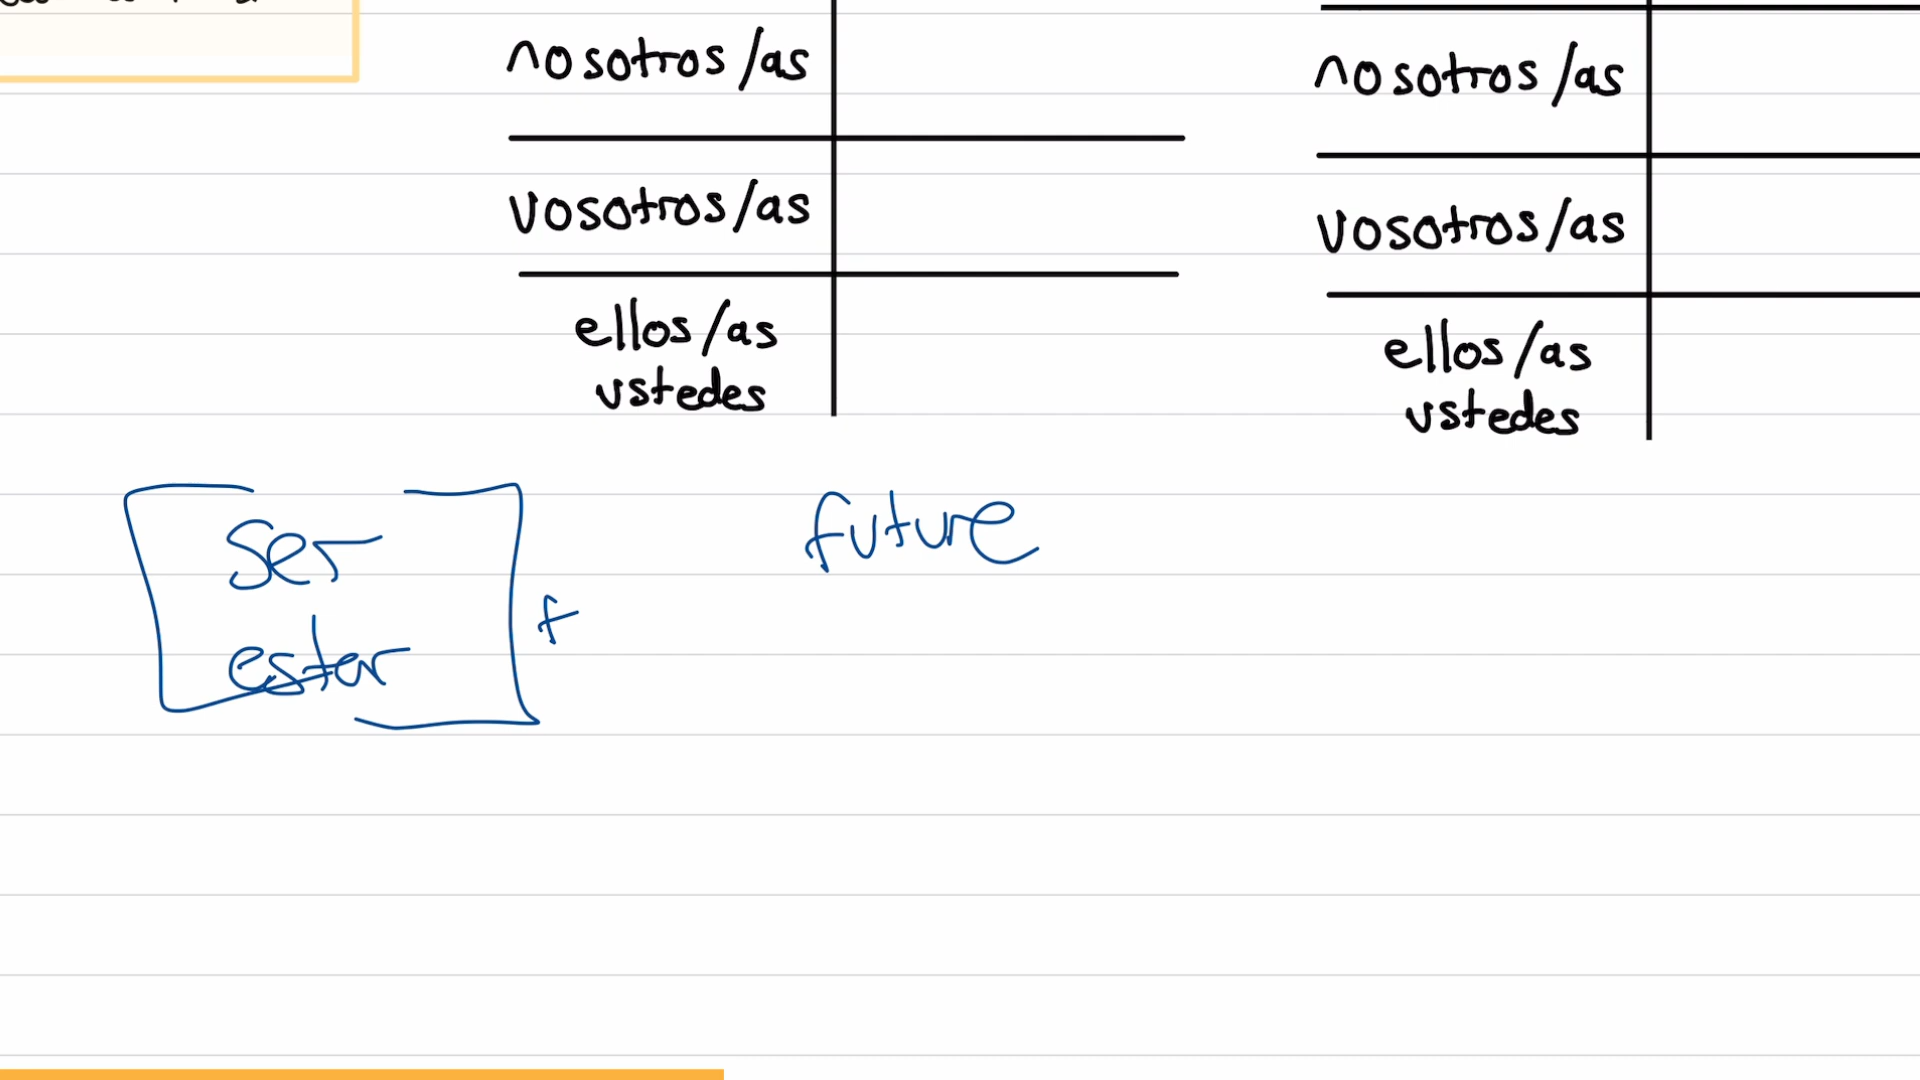 nosotros/as
vosotros/as
ellos/as
ustedes
nosotros/as
vosotros/as
ellos/as
ustedes
ser
estar
+
future